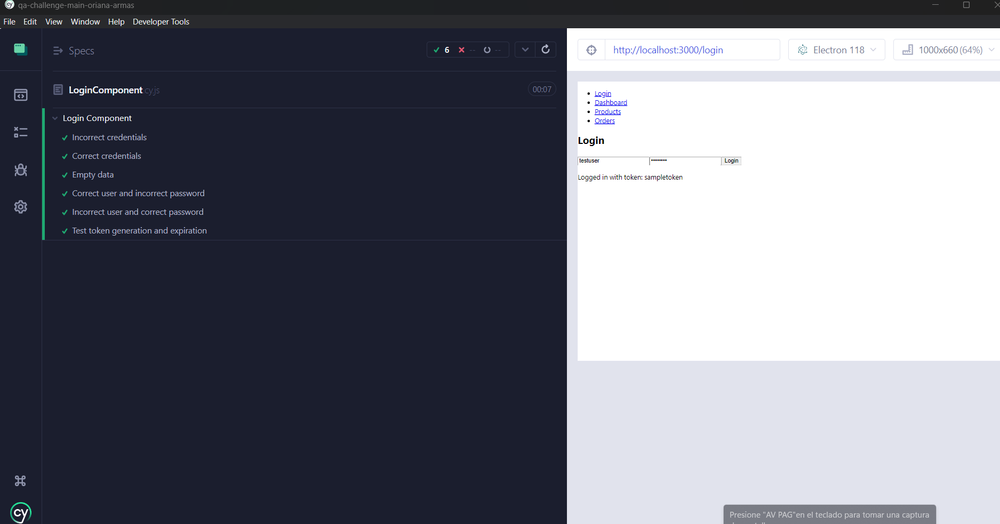 qa-challenge-main-oriana-armas
File Edit View Window Help Developer Tools
Specs
6 -- --
LoginComponent.cy.js
00:07
Login Component
Incorrect credentials
Correct credentials
Empty data
Correct user and incorrect password
Incorrect user and correct password
Test token generation and expiration
cy
http://localhost:3000/login
Electron 118
1000x660 (64%)
Login
Dashboard
Products
Orders
Login
testuser •••••••• Login
Logged in with token: sampletoken
Presione "AV PAG"en el teclado para tomar una captura